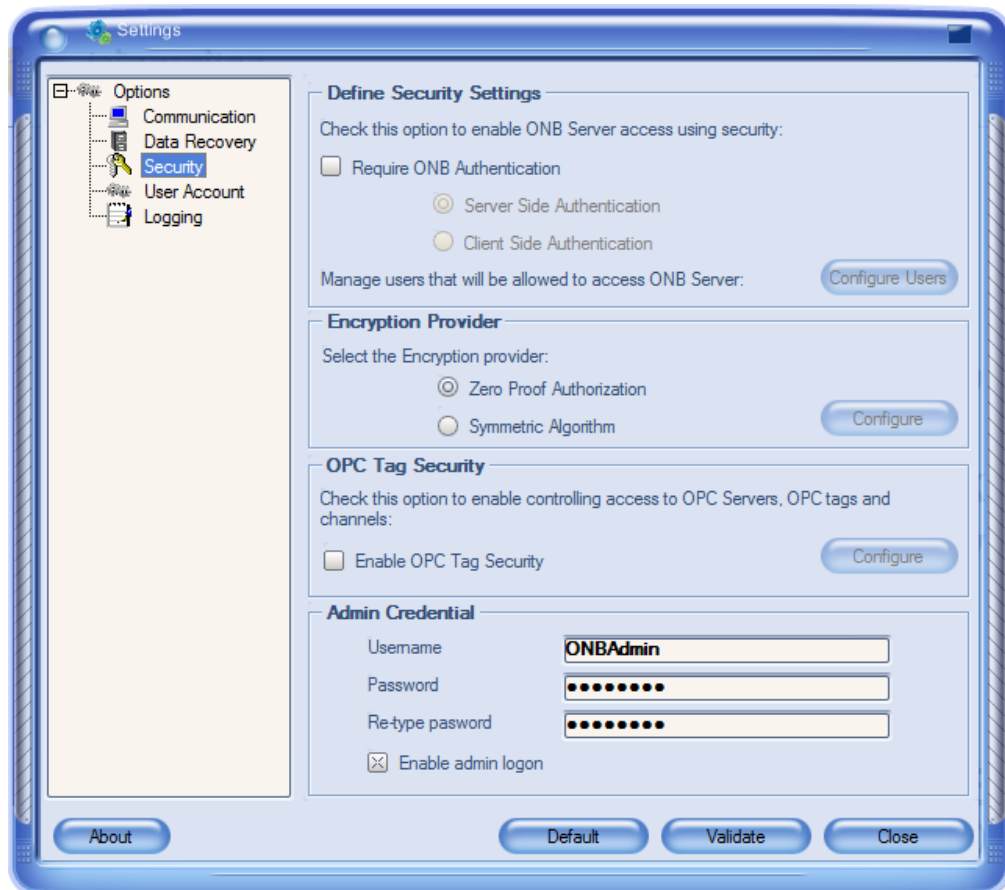 Settings
Options
Communication
Data Recovery
Security
User Account
Logging
Define Security Settings
Check this option to enable ONB Server access using security:
Require ONB Authentication
Server Side Authentication
Client Side Authentication
Manage users that will be allowed to access ONB Server:
Configure Users
Encryption Provider
Select the Encryption provider:
Zero Proof Authorization
Symmetric Algorithm
Configure
OPC Tag Security
Check this option to enable controlling access to OPC Servers, OPC tags and
channels:
Enable OPC Tag Security
Configure
Admin Credential
Username
ONBAdmin
Password
●●●●●●●●
Re-type pasword
●●●●●●●●
Enable admin logon
About
Default
Validate
Close